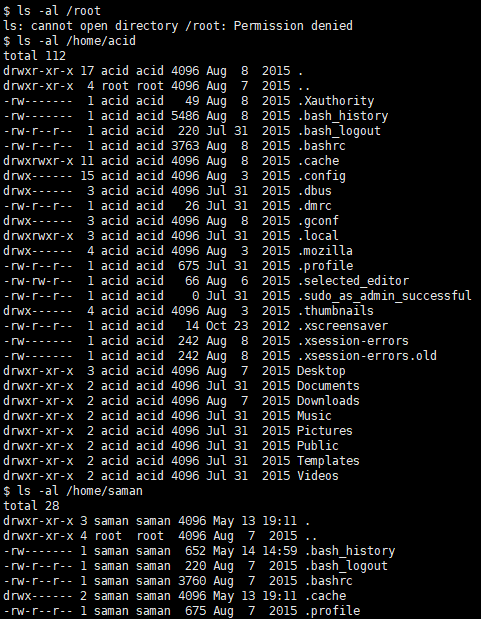 $ ls -al /root
ls: cannot open directory /root: Permission denied
$ ls -al /home/acid
total 112
drwxr-xr-x 17 acid acid 4096 Aug  8  2015 .
drwxr-xr-x  4 root root 4096 Aug  7  2015 ..
-rw-------  1 acid acid   49 Aug  8  2015 .Xauthority
-rw-------  1 acid acid 5486 Aug  8  2015 .bash_history
-rw-r--r--  1 acid acid  220 Jul 31  2015 .bash_logout
-rw-r--r--  1 acid acid 3763 Aug  8  2015 .bashrc
drwxrwxr-x 11 acid acid 4096 Aug  8  2015 .cache
drwx------ 15 acid acid 4096 Aug  3  2015 .config
drwx------  3 acid acid 4096 Jul 31  2015 .dbus
-rw-r--r--  1 acid acid   26 Jul 31  2015 .dmrc
drwx------  3 acid acid 4096 Aug  8  2015 .gconf
drwxrwxr-x  3 acid acid 4096 Jul 31  2015 .local
drwx------  4 acid acid 4096 Aug  3  2015 .mozilla
-rw-r--r--  1 acid acid  675 Jul 31  2015 .profile
-rw-rw-r--  1 acid acid   66 Aug  6  2015 .selected_editor
-rw-r--r--  1 acid acid    0 Jul 31  2015 .sudo_as_admin_successful
drwx------  4 acid acid 4096 Aug  3  2015 .thumbnails
-rw-r--r--  1 acid acid   14 Oct 23  2012 .xscreensaver
-rw-------  1 acid acid  242 Aug  8  2015 .xsession-errors
-rw-------  1 acid acid  242 Aug  8  2015 .xsession-errors.old
drwxr-xr-x  3 acid acid 4096 Aug  7  2015 Desktop
drwxr-xr-x  2 acid acid 4096 Jul 31  2015 Documents
drwxr-xr-x  2 acid acid 4096 Aug  7  2015 Downloads
drwxr-xr-x  2 acid acid 4096 Jul 31  2015 Music
drwxr-xr-x  2 acid acid 4096 Jul 31  2015 Pictures
drwxr-xr-x  2 acid acid 4096 Jul 31  2015 Public
drwxr-xr-x  2 acid acid 4096 Jul 31  2015 Templates
drwxr-xr-x  2 acid acid 4096 Jul 31  2015 Videos
$ ls -al /home/saman
total 28
drwxr-xr-x 3 saman saman 4096 May 13 19:11 .
drwxr-xr-x 4 root  root  4096 Aug  7  2015 ..
-rw------- 1 saman saman  652 May 14 14:59 .bash_history
-rw-r--r-- 1 saman saman  220 Aug  7  2015 .bash_logout
-rw-r--r-- 1 saman saman 3760 Aug  7  2015 .bashrc
drwx------ 2 saman saman 4096 May 13 19:11 .cache
-rw-r--r-- 1 saman saman  675 Aug  7  2015 .profile